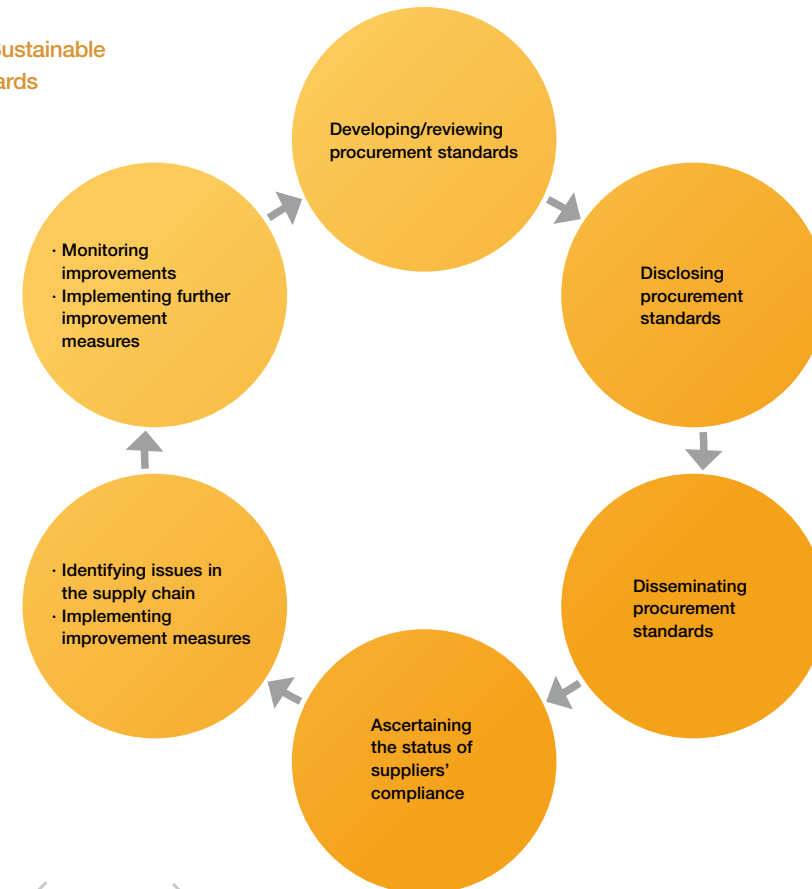 Sustainable
ards
Developing/reviewing
procurement standards
Disclosing
procurement
standards
Disseminating
procurement
standards
Ascertaining
the status of
suppliers’
compliance
· Identifying issues in
the supply chain
· Implementing
improvement measures
· Monitoring
improvements
· Implementing further
improvement
measures